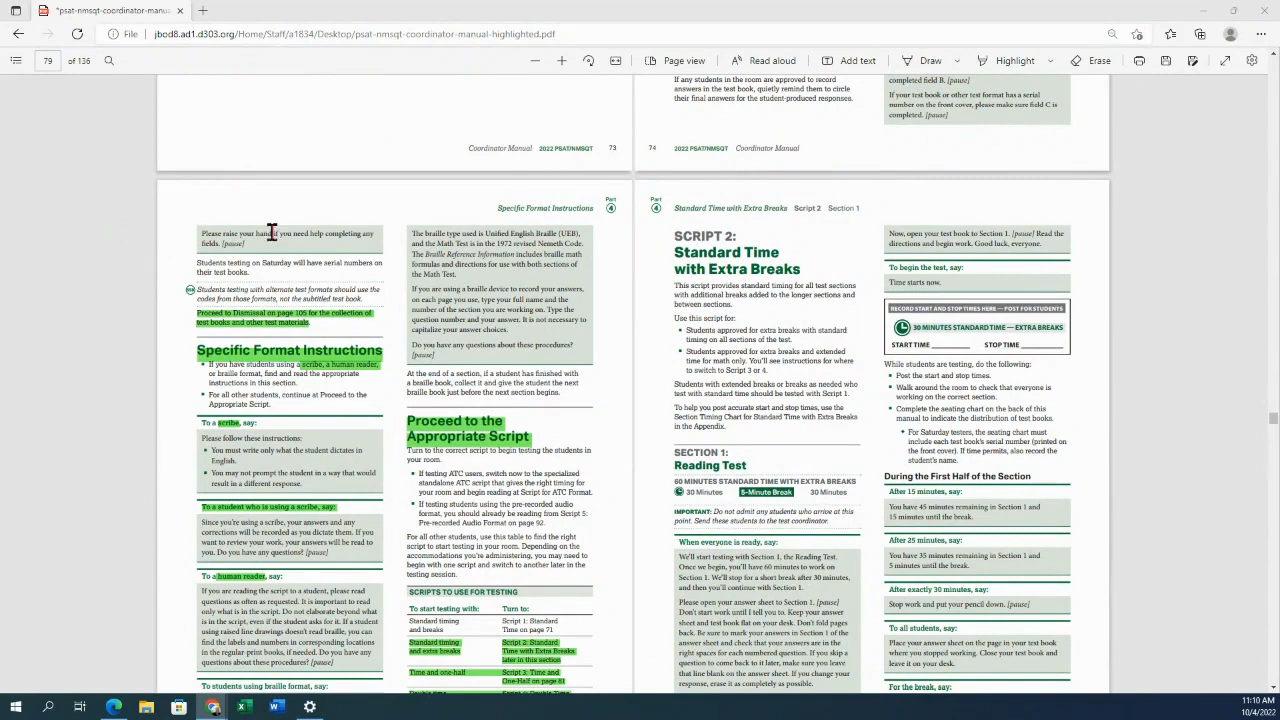 *psat-nmsqt-coordinator-manua
File
jbod8.ad1.d303.org/Home/Staff/a1834/Desktop/psat-nmsqt-coordinator-manual-highlighted.pdf
79 of 136
Page view
Read aloud
Add text
Draw
Highlight
Erase
Coordinator Manual 2022 PSAT/NMSQT 73
If any students in the room are approved to record
answers in the test book, quietly remind them to circle
their final answers for the student-produced responses.
74 2022 PSAT/NMSQT Coordinator Manual
completed field B. [pause]
If your test book or other test format has a serial
number on the front cover, please make sure field C is
completed. [pause]
Specific Format Instructions
Part
4
Please raise your hand if you need help completing any
fields. [pause]
Students testing on Saturday will have serial numbers on
their test books.
Students testing with alternate test formats should use the
codes from those formats, not the subtitled test book.
Proceed to Dismissal on page 105 for the collection of
test books and other test materials.
Specific Format Instructions
If you have students using a scribe, a human reader,
or braille format, find and read the appropriate
instructions in this section.
For all other students, continue at Proceed to the
Appropriate Script.
To a scribe, say:
Please follow these instructions:
You must write only what the student dictates in
English.
You may not prompt the student in a way that would
result in a different response.
To a student who is using a scribe, say:
Since you're using a scribe, your answers and any
corrections will be recorded as you dictate them. If you
want to review your work, your answers will be read to
you. Do you have any questions? [pause]
To a human reader, say:
If you are reading the script to a student, please read
questions as often as requested. It is important to read
only what is in the script. Do not elaborate beyond what
is in the script, even if the student asks for it. If a student
using raised line drawings doesn't read braille, you can
find the labels and numbers in corresponding locations
in the regular print books, if needed. Do you have any
questions about these procedures? [pause]
To students using braille format, say:
The braille type used is Unified English Braille (UEB),
and the Math Test is in the 1972 revised Nemeth Code.
The Braille Reference Information includes braille math
formulas and directions for use with both sections of
the Math Test.
If you are using a braille device to record your answers,
on each page you use, type your full name and the
number of the section you are working on. Type the
question number and your answer. It is not necessary to
capitalize your answer choices.
Do you have any questions about these procedures?
[pause]
At the end of a section, if a student has finished with
a braille book, collect it and give the student the next
braille book just before the next section begins.
Proceed to the
Appropriate Script
Turn to the correct script to begin testing the students in
your room.
If testing ATC users, switch now to the specialized
standalone ATC script that gives the right timing for
your room and begin reading at Script for ATC Format.
If testing students using the pre-recorded audio
format, you should already be reading from Script 5:
Pre-recorded Audio Format on page 92.
For all other students, use this table to find the right
script to start testing in your room. Depending on the
accommodations you're administering, you may need to
begin with one script and switch to another later in the
testing session.
SCRIPTS TO USE FOR TESTING
To start testing with: Turn to:
Standard timing Script 1: Standard
and breaks Time on page 71
Standard timing Script 2: Standard
and extra breaks Time with Extra Breaks
later in this section
Time and one-half Script 3: Time and
One-Half on page 81
Part
4
Standard Time with Extra Breaks Script 2 Section 1
SCRIPT 2:
Standard Time
with Extra Breaks
This script provides standard timing for all test sections
with additional breaks added to the longer sections and
between sections.
Use this script for:
Students approved for extra breaks with standard
timing on all sections of the test.
Students approved for extra breaks and extended
time for math only. You'll see instructions for where
to switch to Script 3 or 4.
Students with extended breaks or breaks as needed who
test with standard time should be tested with Script 1.
To help you post accurate start and stop times, use the
Section Timing Chart for Standard Time with Extra Breaks
in the Appendix.
SECTION 1:
Reading Test
60 MINUTES STANDARD TIME WITH EXTRA BREAKS
30 Minutes 5-Minute Break 30 Minutes
IMPORTANT: Do not admit any students who arrive at this
point. Send these students to the test coordinator.
When everyone is ready, say:
We'll start testing with Section 1, the Reading Test.
Once we begin, you'll have 60 minutes to work on
Section 1. We'll stop for a short break after 30 minutes,
and then you'll continue with Section 1.
Please open your answer sheet to Section 1. [pause]
Don't start work until I tell you to. Keep your answer
sheet and test book flat on your desk. Don't fold pages
back. Be sure to mark your answers in Section 1 of the
answer sheet and check that your answers are in the
right spaces for each numbered question. If you skip a
question to come back to it later, make sure you leave
that line blank on the answer sheet. If you change your
response, erase it as completely as possible.
Now, open your test book to Section 1. [pause] Read the
directions and begin work. Good luck, everyone.
To begin the test, say:
Time starts now.
RECORD START AND STOP TIMES HERE — POST FOR STUDENTS
30 MINUTES STANDARD TIME — EXTRA BREAKS
START TIME STOP TIME
While students are testing, do the following:
Post the start and stop times.
Walk around the room to check that everyone is
working on the correct section.
Complete the seating chart on the back of this
manual to indicate the distribution of test books.
For Saturday testers, the seating chart must
include each test book's serial number (printed on
the front cover). If time permits, also record the
student's name.
During the First Half of the Section
After 15 minutes, say:
You have 45 minutes remaining in Section 1 and
15 minutes until the break.
After 25 minutes, say:
You have 35 minutes remaining in Section 1 and
5 minutes until the break.
After exactly 30 minutes, say:
Stop work and put your pencil down. [pause]
To all students, say:
Place your answer sheet on the page in your test book
where you stopped working. Close your test book and
leave it on your desk.
For the break, say:
11:10 AM
10/4/2022